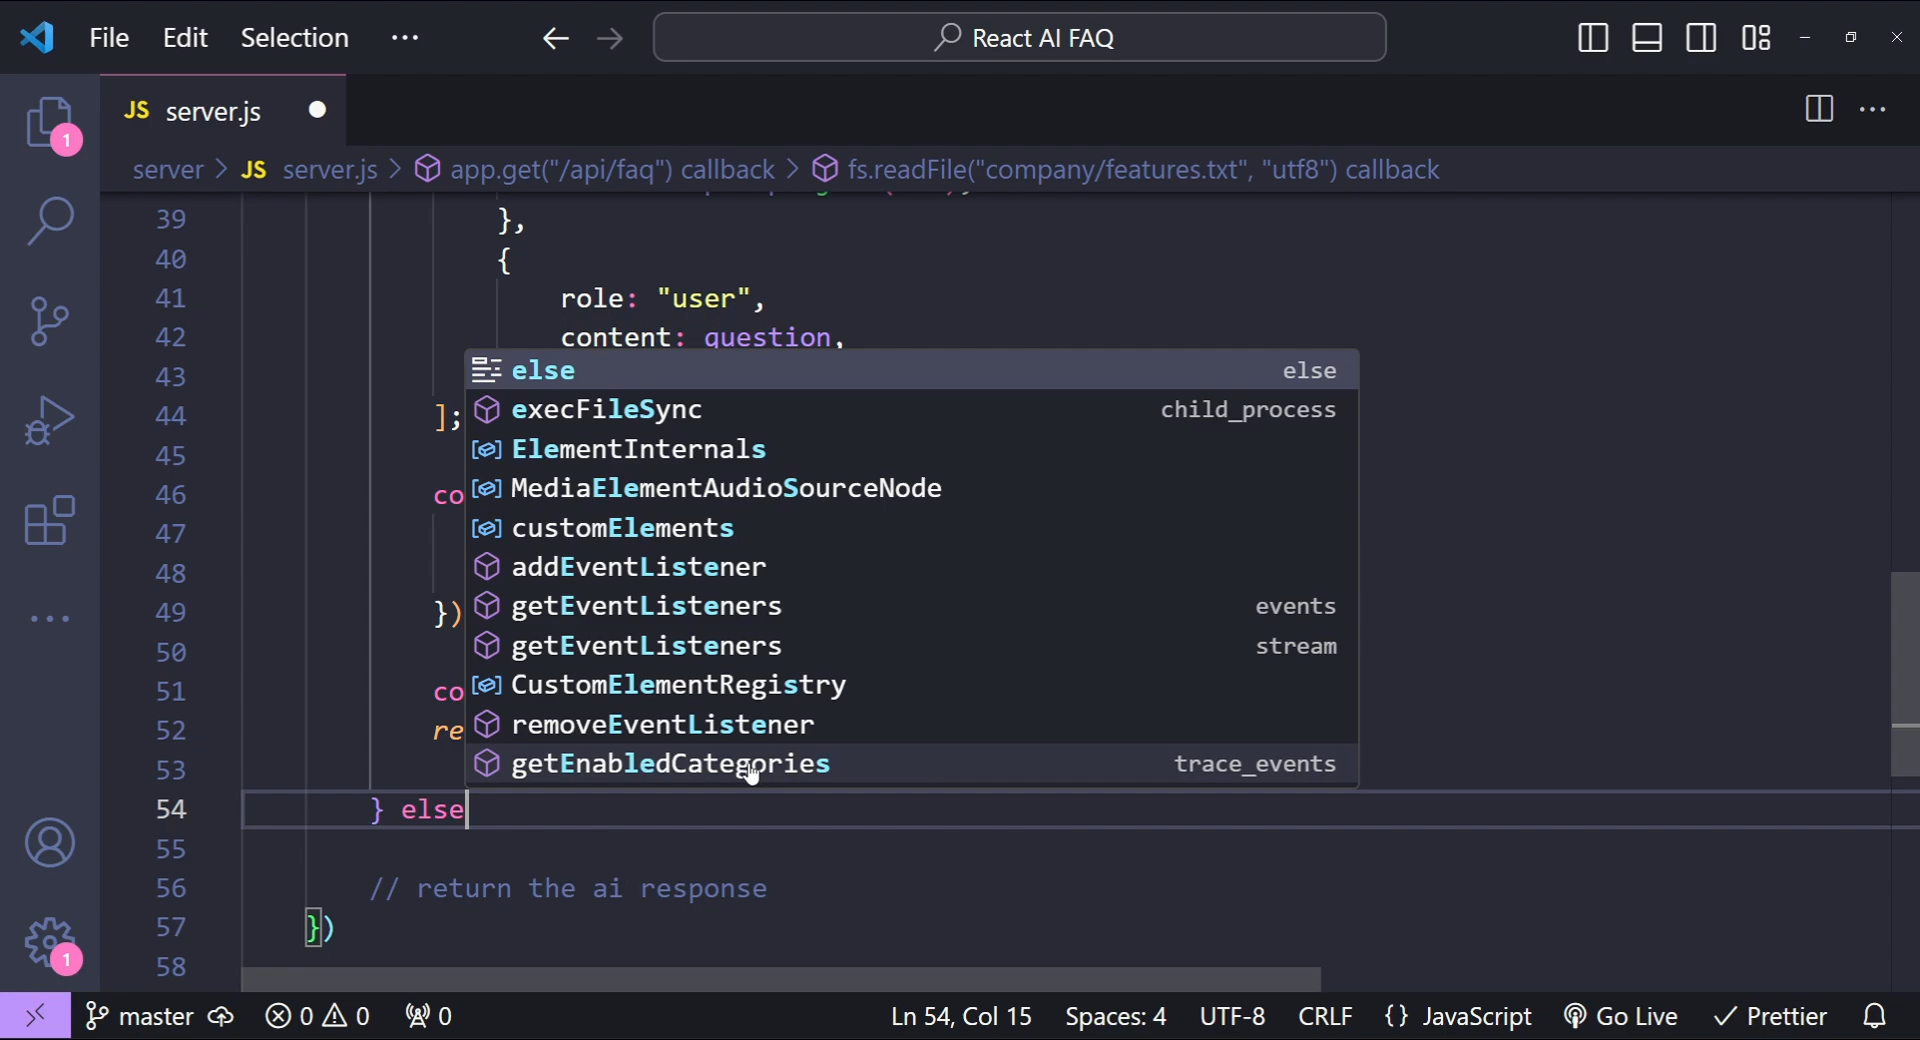 File Edit Selection ··· React AI FAQ
JS server.js
server > JS server.js > app.get("/api/faq") callback > fs.readFile("company/features.txt", "utf8") callback
39 },
40 {
41 role: "user",
42 content: question,
43
44 ];
45
46 co
47
48
49 })
50
51 co
52 re
53
54 } else
55
56 // return the ai response
57 })
58
else else
execFileSync child_process
ElementInternals
MediaElementAudioSourceNode
customElements
addEventListener
getEventListeners events
getEventListeners stream
CustomElementRegistry
removeEventListener
getEnabledCategories trace_events
1
1
master 0 0 0 Ln 54, Col 15 Spaces: 4 UTF-8 CRLF {} JavaScript Go Live Prettier